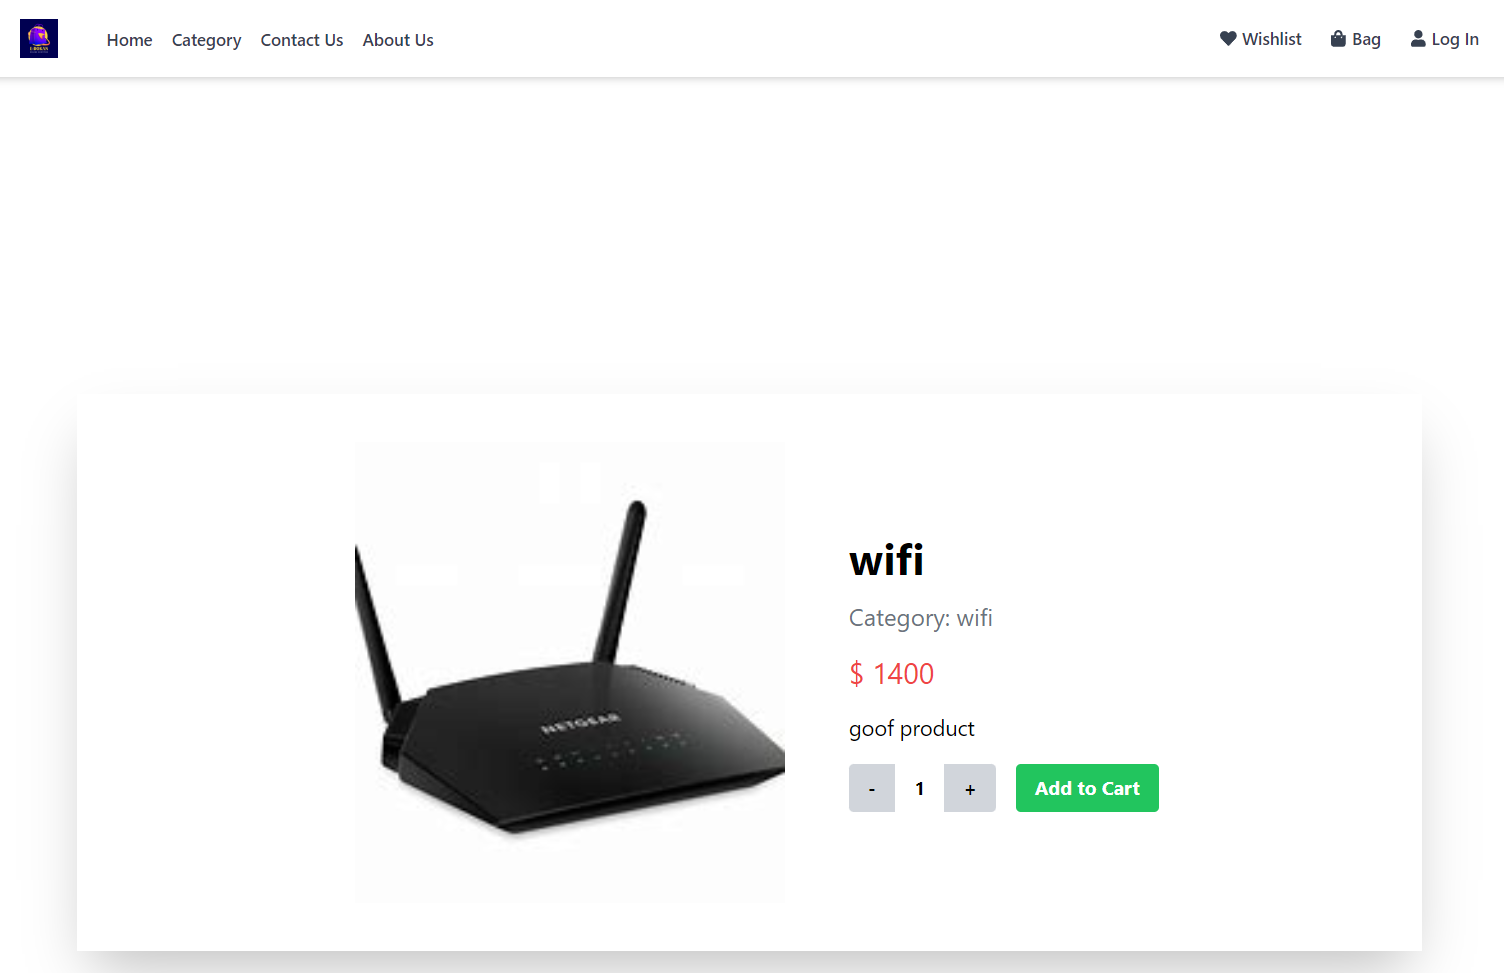 Home Category Contact Us About Us
Wishlist Bag Log In
NETGEAR
wifi
Category: wifi
$ 1400
goof product
- 1 + Add to Cart